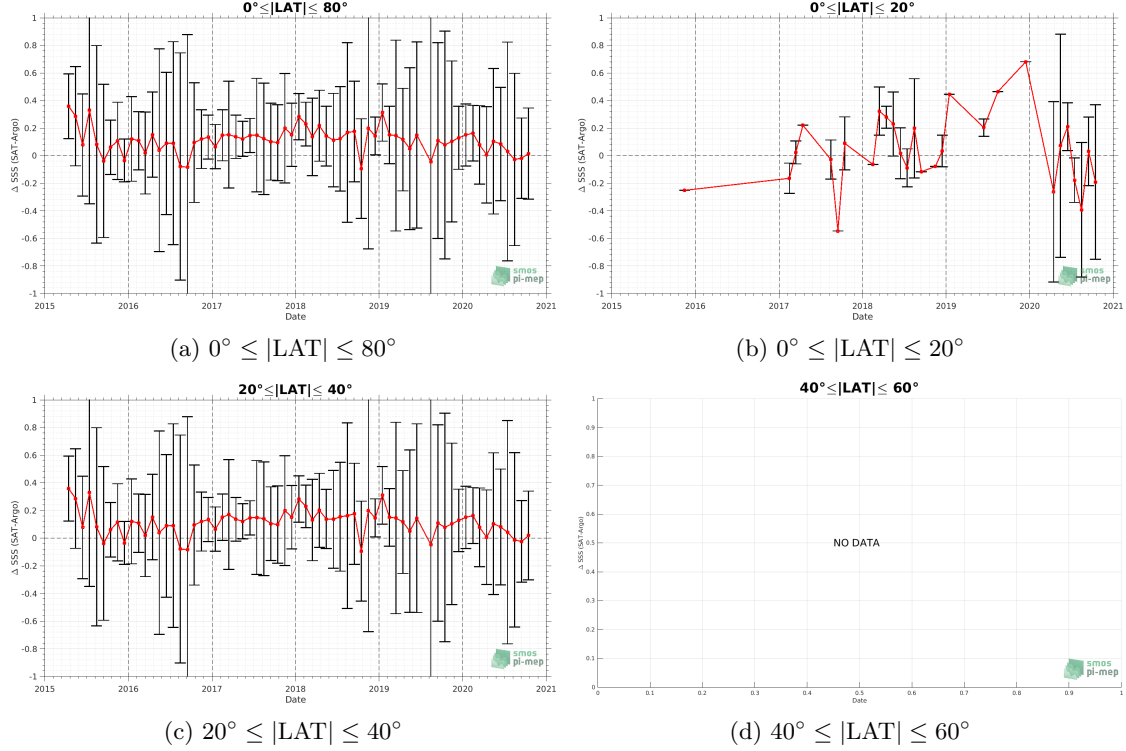 0°≤|LAT|≤ 80°
Δ SSS (SAT-Argo)
1
0.8
0.6
0.4
0.2
0
-0.2
-0.4
-0.6
-0.8
-1
2015 2016 2017 2018 2019 2020 2021
Date
smos
pi-mep
(a) 0° ≤ |LAT| ≤ 80°
0°≤|LAT|≤ 20°
Δ SSS (SAT-Argo)
1
0.8
0.6
0.4
0.2
0
-0.2
-0.4
-0.6
-0.8
-1
2015 2016 2017 2018 2019 2020 2021
Date
smos
pi-mep
(b) 0° ≤ |LAT| ≤ 20°
20°≤|LAT|≤ 40°
Δ SSS (SAT-Argo)
1
0.8
0.6
0.4
0.2
0
-0.2
-0.4
-0.6
-0.8
-1
2015 2016 2017 2018 2019 2020 2021
Date
smos
pi-mep
(c) 20° ≤ |LAT| ≤ 40°
40°≤|LAT|≤ 60°
Δ SSS (SAT-Argo)
1
0.9
0.8
0.7
0.6
0.5
0.4
0.3
0.2
0.1
0
NO DATA
0 0.1 0.2 0.3 0.4 0.5 0.6 0.7 0.8 0.9 1
Date
smos
pi-mep
(d) 40° ≤ |LAT| ≤ 60°